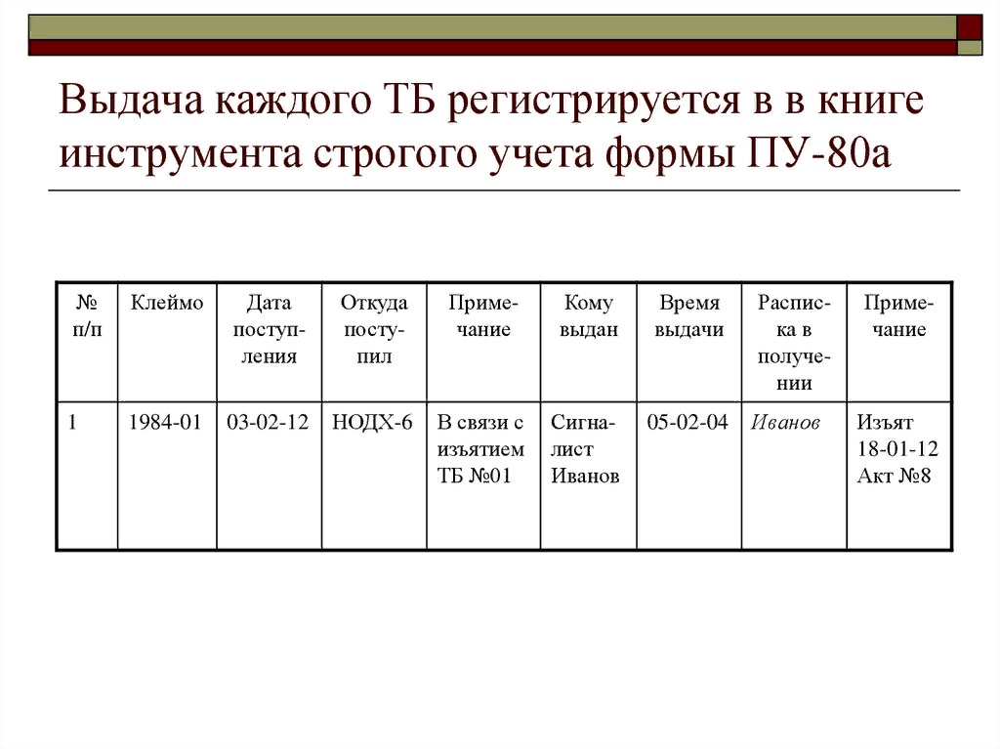 Выдача каждого ТБ регистрируется в в книге
инструмента строгого учета формы ПУ-80а
№
п/п
Клеймо
Дата
поступ-
ления
Откуда
посту-
пил
Приме-
чание
Кому
выдан
Время
выдачи
Распис-
ка в
получе-
нии
Приме-
чание
1
1984-01
03-02-12
НОДХ-6
В связи с
изъятием
ТБ №01
Сигна-
лист
Иванов
05-02-04
Иванов
Изъят
18-01-12
Акт №8